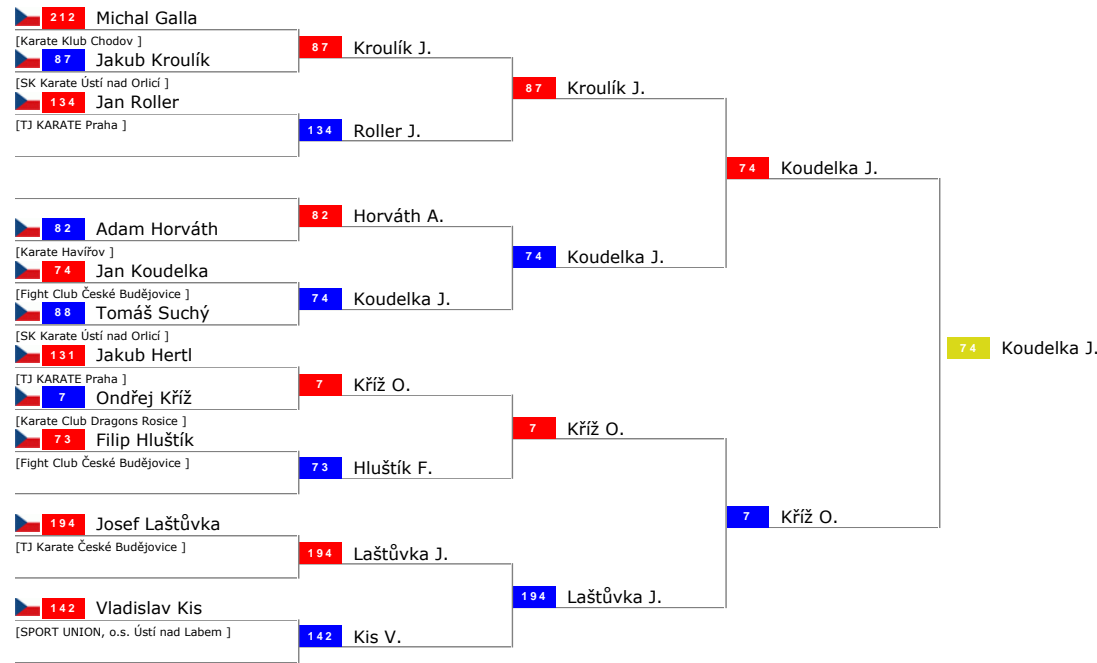 212 Michal Galla
[Karate Klub Chodov ]
87 Kroulík J.
87 Jakub Kroulík
[SK Karate Ústí nad Orlicí ]
87 Kroulík J.
134 Jan Roller
[TJ KARATE Praha ]
134 Roller J.
74 Koudelka J.
82 Horváth A.
82 Adam Horváth
[Karate Havířov ]
74 Koudelka J.
74 Jan Koudelka
[Fight Club České Budějovice ]
74 Koudelka J.
88 Tomáš Suchý
[SK Karate Ústí nad Orlicí ]
74 Koudelka J.
131 Jakub Hertl
[TJ KARATE Praha ]
7 Kříž O.
7 Ondřej Kříž
[Karate Club Dragons Rosice ]
7 Kříž O.
73 Filip Hluštík
[Fight Club České Budějovice ]
73 Hluštík F.
7 Kříž O.
194 Josef Laštůvka
[TJ Karate České Budějovice ]
194 Laštůvka J.
194 Laštůvka J.
142 Vladislav Kis
[SPORT UNION, o.s. Ústí nad Labem ]
142 Kis V.